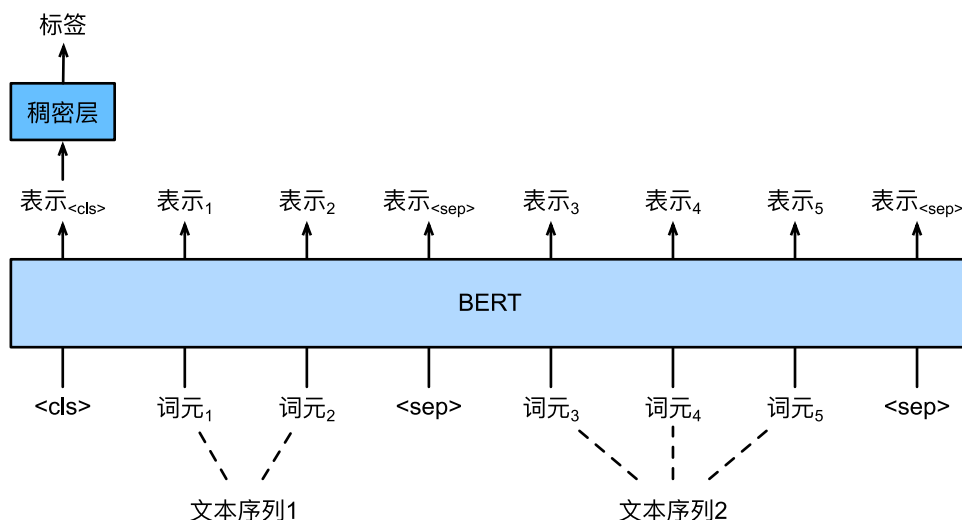 标签
稠密层
表示<cls> 表示1 表示2 表示<sep> 表示3 表示4 表示5 表示<sep>
BERT
<cls> 词元1 词元2 <sep> 词元3 词元4 词元5 <sep>
文本序列1 文本序列2